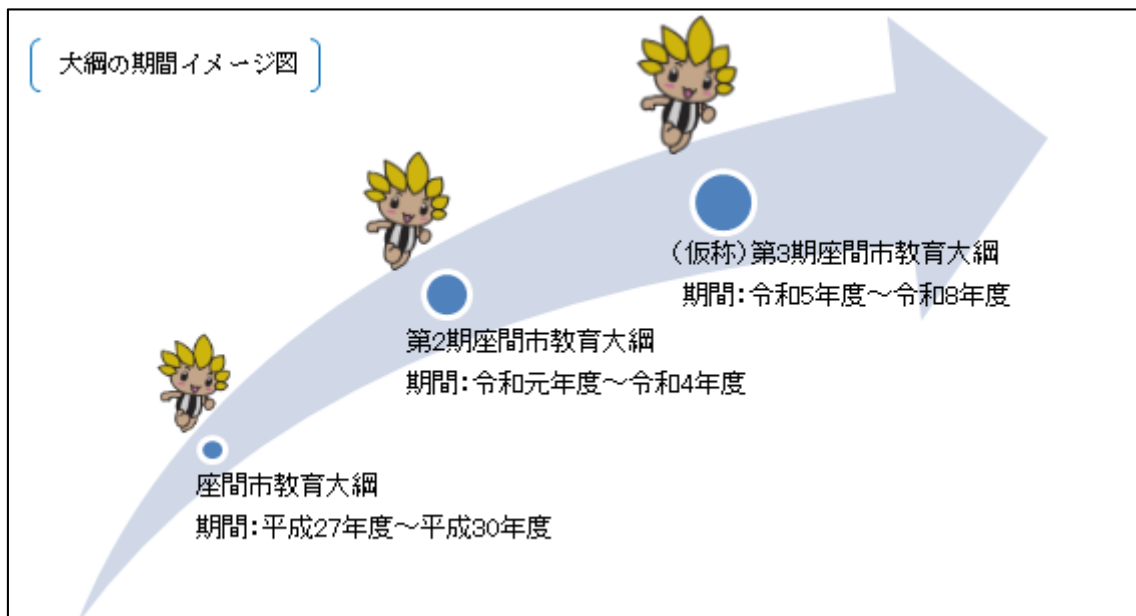 大綱の期間イメージ図
（仮称）第3期座間市教育大綱
期間：令和5年度～令和8年度
第2期座間市教育大綱
期間：令和元年度～令和4年度
座間市教育大綱
期間：平成27年度～平成30年度